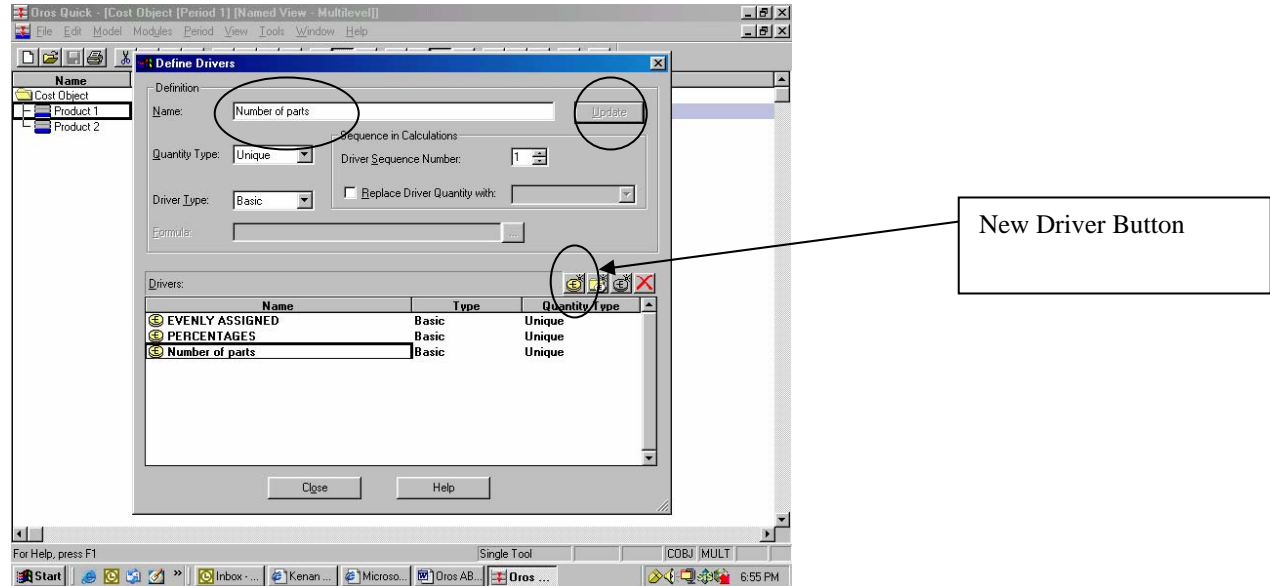 Oros Quick - [Cost Object [Period 1] [Named View - Multilevel]]
File Edit Model Modules Period View Tools Window Help
Name
Cost Object
Product 1
Product 2
Define Drivers
Definition
Name: Number of parts Update
Sequence in Calculations
Quantity Type: Unique Driver Sequence Number: 1
Driver Type: Basic Replace Driver Quantity with:
Formula: ...
New Driver Button
Drivers:
Name Type Quantity Type
EVENLY ASSIGNED Basic Unique
PERCENTAGES Basic Unique
Number of parts Basic Unique
Close Help
For Help, press F1 Single Tool COBJ MULT
Start » Inbox - ... Kenan ... Microso... Oros AB... Oros ... 6:55 PM